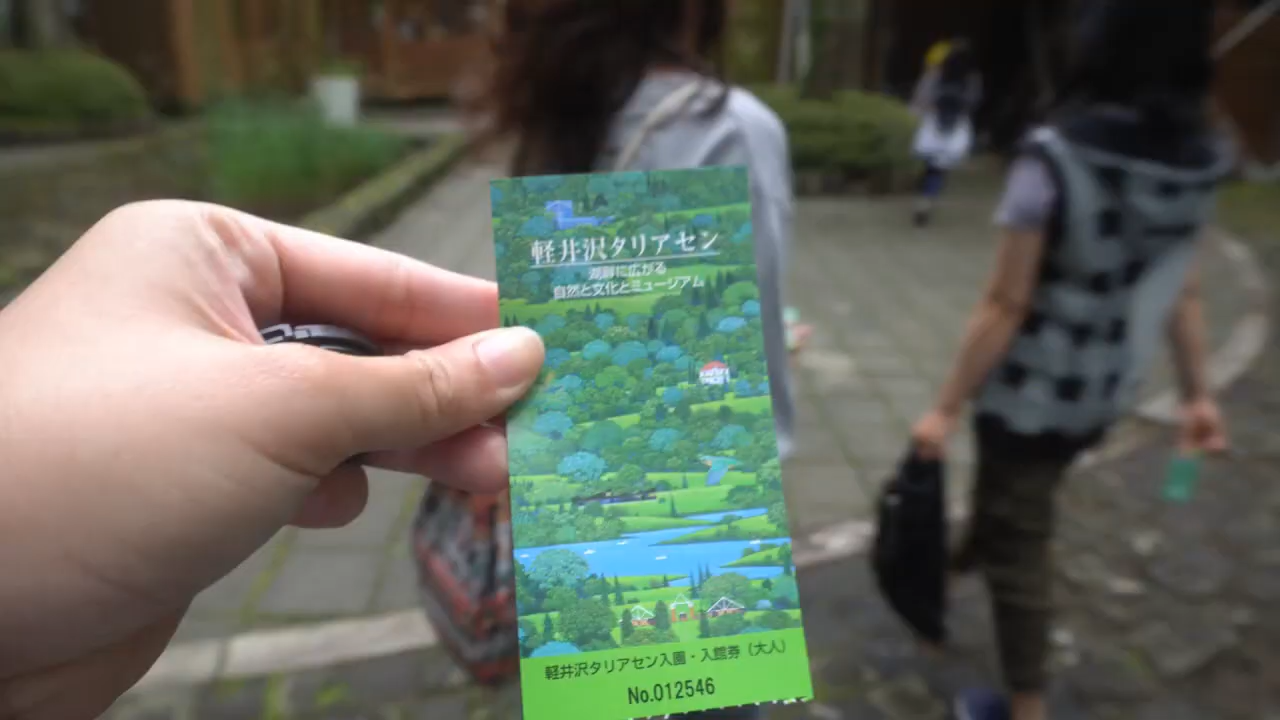 軽井沢タリアセン
湖畔に広がる
自然と文化とミュージアム
軽井沢タリアセン入園・入館券（大人）
No.012546